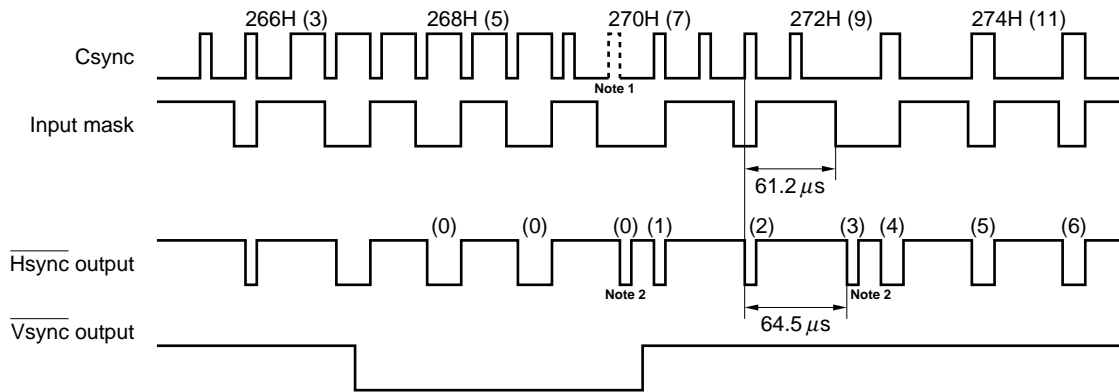 266H (3) 268H (5) 270H (7) 272H (9) 274H (11)
Csync
Note 1
Input mask
61.2 μs
(0) (0) (0) (1) (2) (3) (4) (5) (6)
Hsync output
Note 2 Note 2
64.5 μs
Vsync output